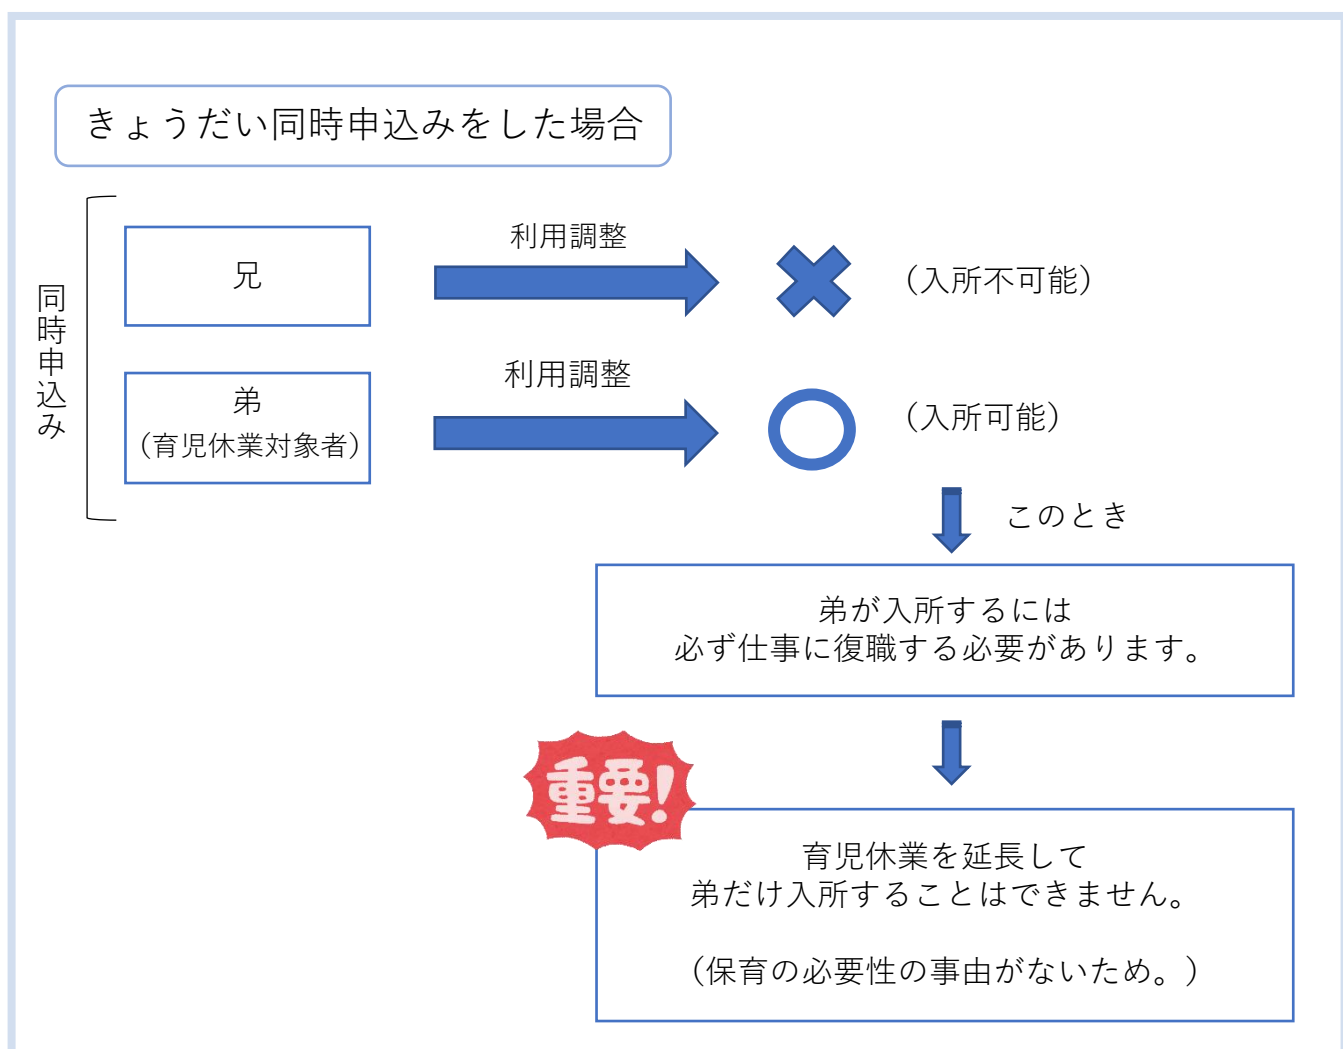 きょうだい同時申込みをした場合
同時申込み
兄
利用調整
（入所不可能）
弟
（育児休業対象者）
利用調整
（入所可能）
このとき
弟が入所するには
必ず仕事に復職する必要があります。
重要！
育児休業を延長して
弟だけ入所することはできません。
（保育の必要性の事由がないため。）